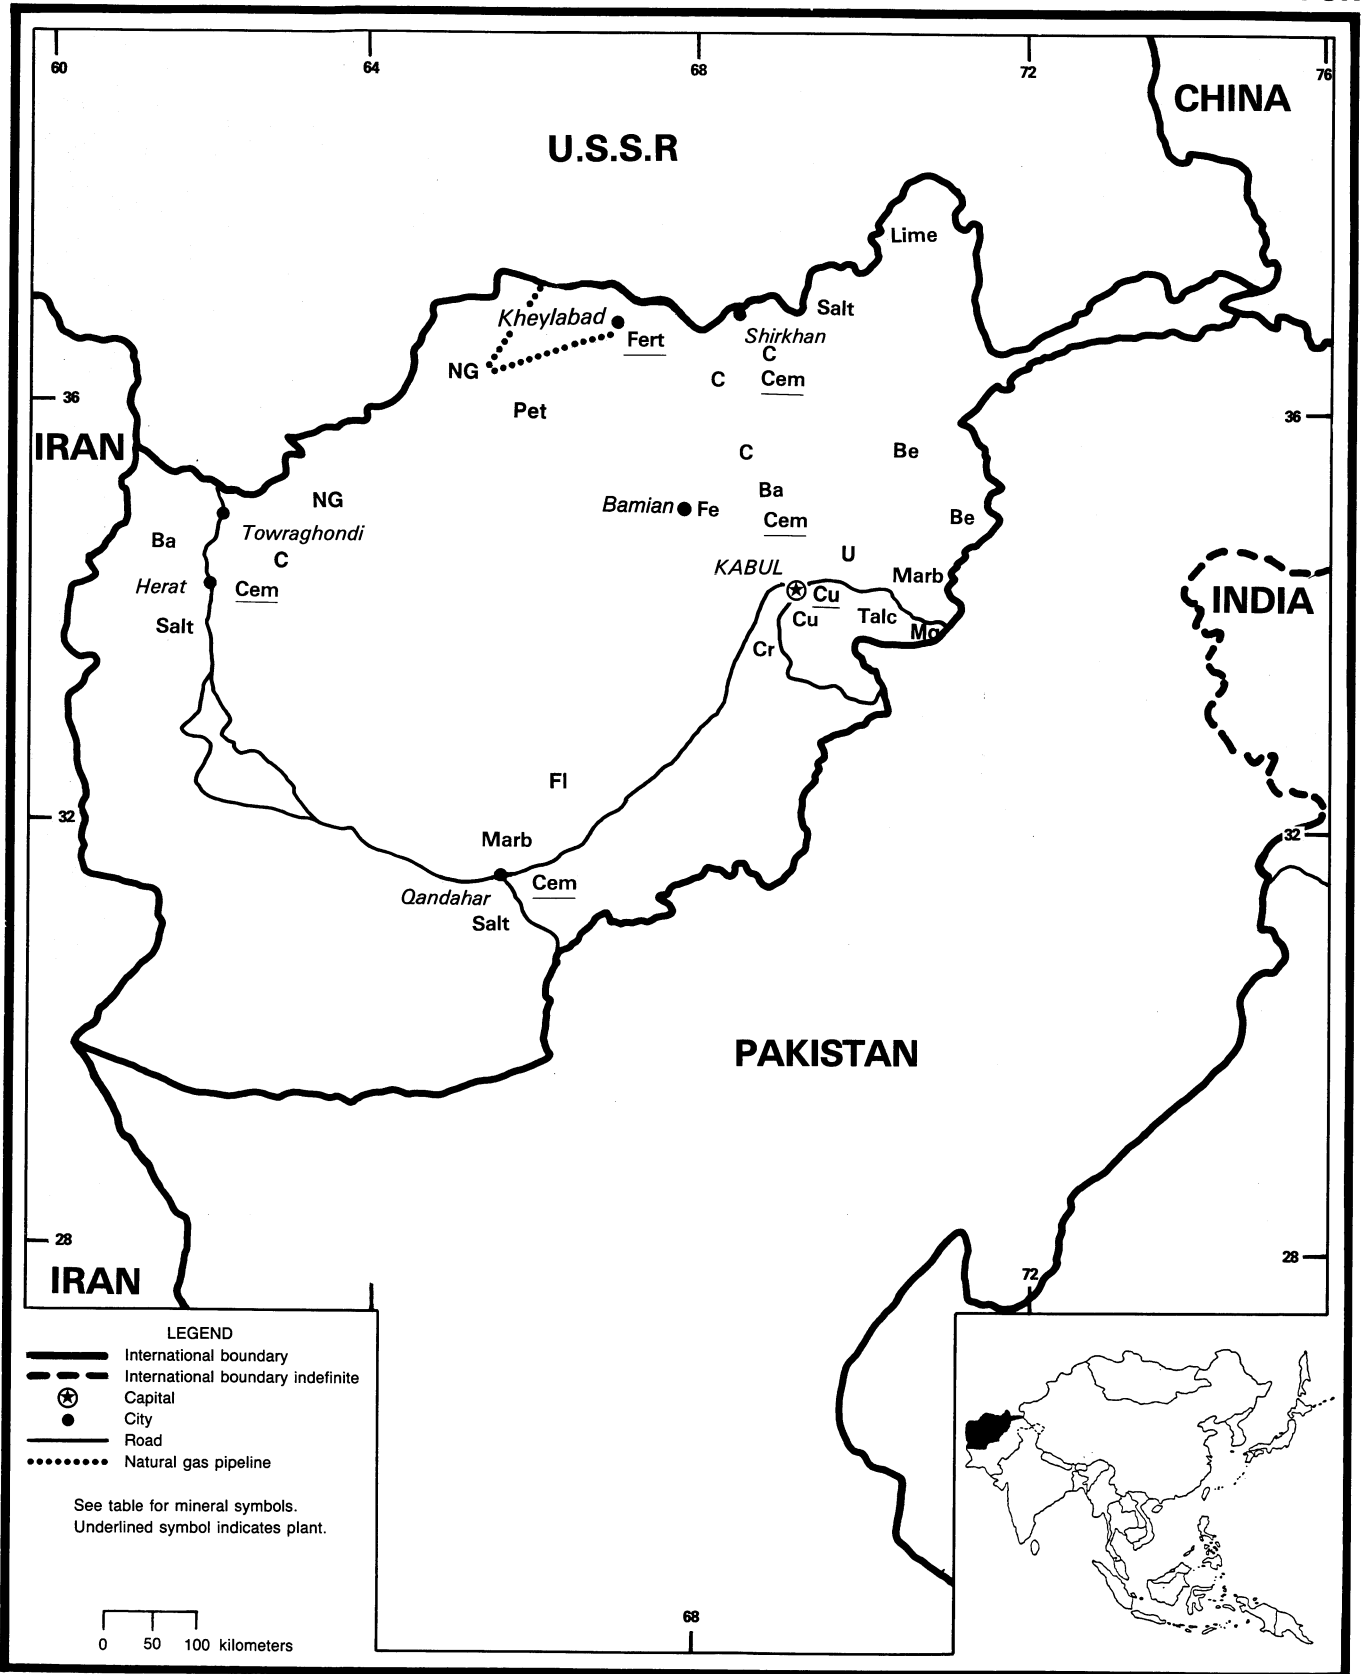 60 64 68 72 76
CHINA
U.S.S.R
Lime
Salt
Kheylabad
Shirkhan
Fert
C
NG
C Cem
36
Pet
36
IRAN
C Be
NG
Bamian Fe
Ba
Cem
Be
Towraghondi
Ba
C
U
KABUL
Marb
Herat Cem
Cu
INDIA
Salt
Cu
Talc
Mg
Cr
Fl
32
32
Marb
Cem
Qandahar
Salt
PAKISTAN
28
28
IRAN
72
LEGEND
International boundary
International boundary indefinite
Capital
City
Road
Natural gas pipeline
See table for mineral symbols.
Underlined symbol indicates plant.
68
0 50 100 kilometers